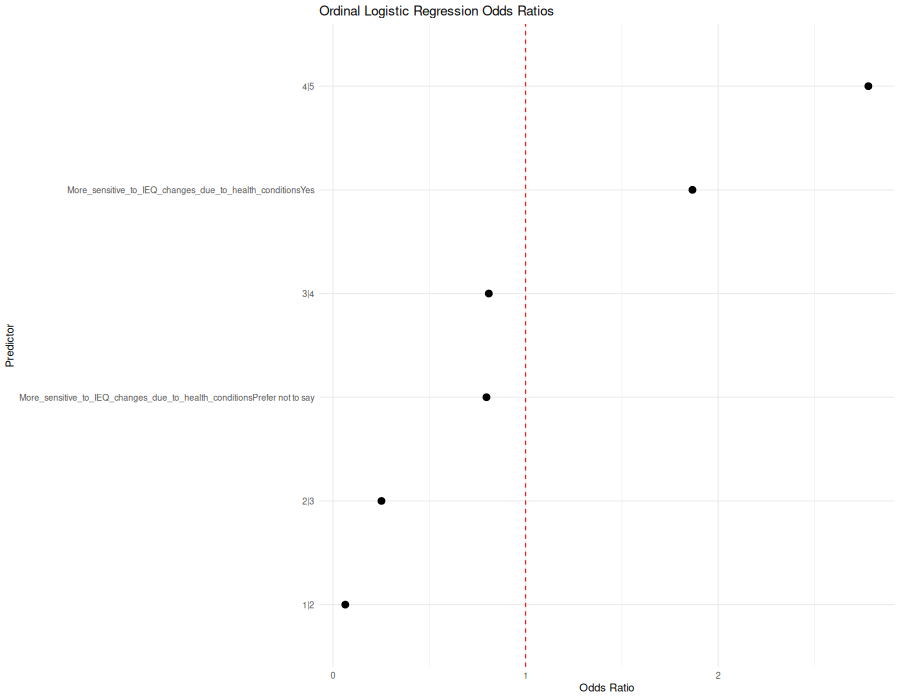 Ordinal Logistic Regression Odds Ratios
4|5
More_sensitive_to_IEQ_changes_due_to_health_conditionsYes
3|4
More_sensitive_to_IEQ_changes_due_to_health_conditionsPrefer not to say
2|3
1|2
Predictor
0 1 2
Odds Ratio